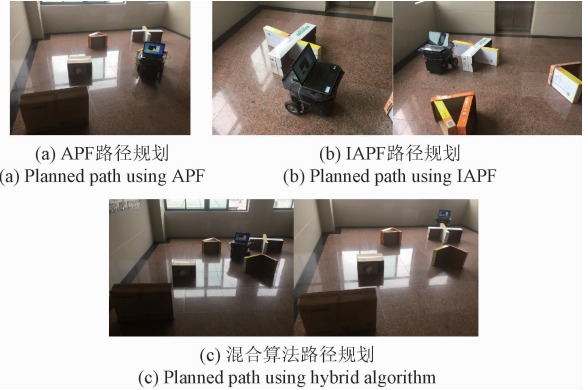 (a) APF路径规划
(a) Planned path using APF
(b) IAPF路径规划
(b) Planned path using IAPF
(c) 混合算法路径规划
(c) Planned path using hybrid algorithm